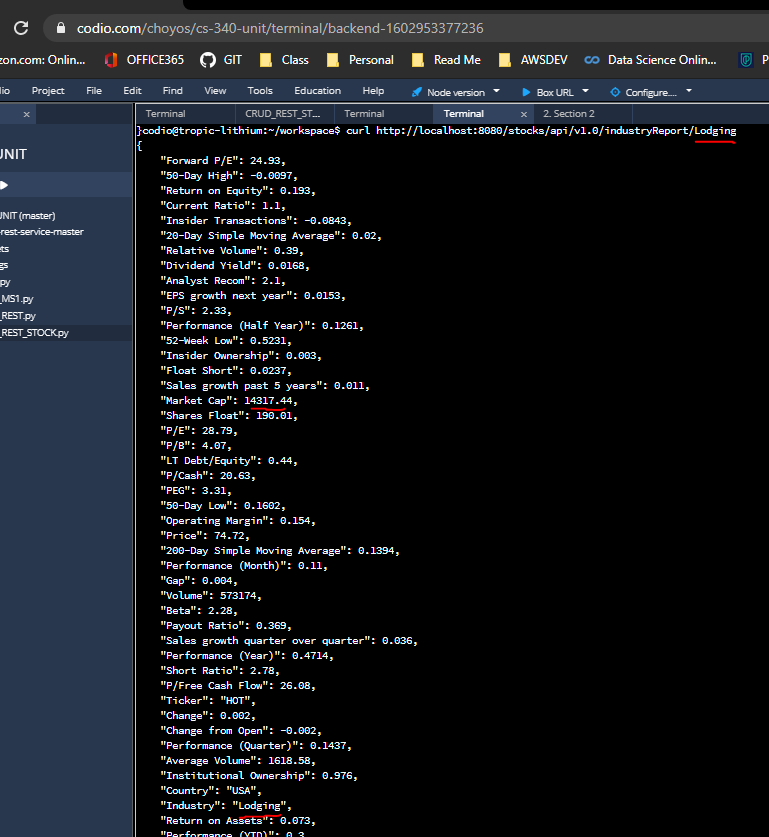 codio.com/choyos/cs-340-unit/terminal/backend-1602953377236
zon.com: Onlin... OFFICE365 GIT Class Personal Read Me AWSDEV Data Science Onlin...
dio Project File Edit Find View Tools Education Help Node version Box URL Configure....
Terminal CRUD_REST_ST... Terminal Terminal × 2. Section 2
UNIT
UNIT (master)
-rest-service-master
ets
gs
py
_MS1.py
_REST.py
_REST_STOCK.py
}codio@tropic-lithium:~/workspace$ curl http://localhost:8080/stocks/api/v1.0/industryReport/Lodging
{
"Forward P/E": 24.93,
"50-Day High": -0.0097,
"Return on Equity": 0.193,
"Current Ratio": 1.1,
"Insider Transactions": -0.0843,
"20-Day Simple Moving Average": 0.02,
"Relative Volume": 0.39,
"Dividend Yield": 0.0168,
"Analyst Recom": 2.1,
"EPS growth next year": 0.0153,
"P/S": 2.33,
"Performance (Half Year)": 0.1261,
"52-Week Low": 0.5231,
"Insider Ownership": 0.003,
"Float Short": 0.0237,
"Sales growth past 5 years": 0.011,
"Market Cap": 14317.44,
"Shares Float": 190.01,
"P/E": 28.79,
"P/B": 4.07,
"LT Debt/Equity": 0.44,
"P/Cash": 20.63,
"PEG": 3.31,
"50-Day Low": 0.1602,
"Operating Margin": 0.154,
"Price": 74.72,
"200-Day Simple Moving Average": 0.1394,
"Performance (Month)": 0.11,
"Gap": 0.004,
"Volume": 573174,
"Beta": 2.28,
"Payout Ratio": 0.369,
"Sales growth quarter over quarter": 0.036,
"Performance (Year)": 0.4714,
"Short Ratio": 2.78,
"P/Free Cash Flow": 26.08,
"Ticker": "HOT",
"Change": 0.002,
"Change from Open": -0.002,
"Performance (Quarter)": 0.1437,
"Average Volume": 1618.58,
"Institutional Ownership": 0.976,
"Country": "USA",
"Industry": "Lodging",
"Return on Assets": 0.073,
"Performance (YTD)": 0.3